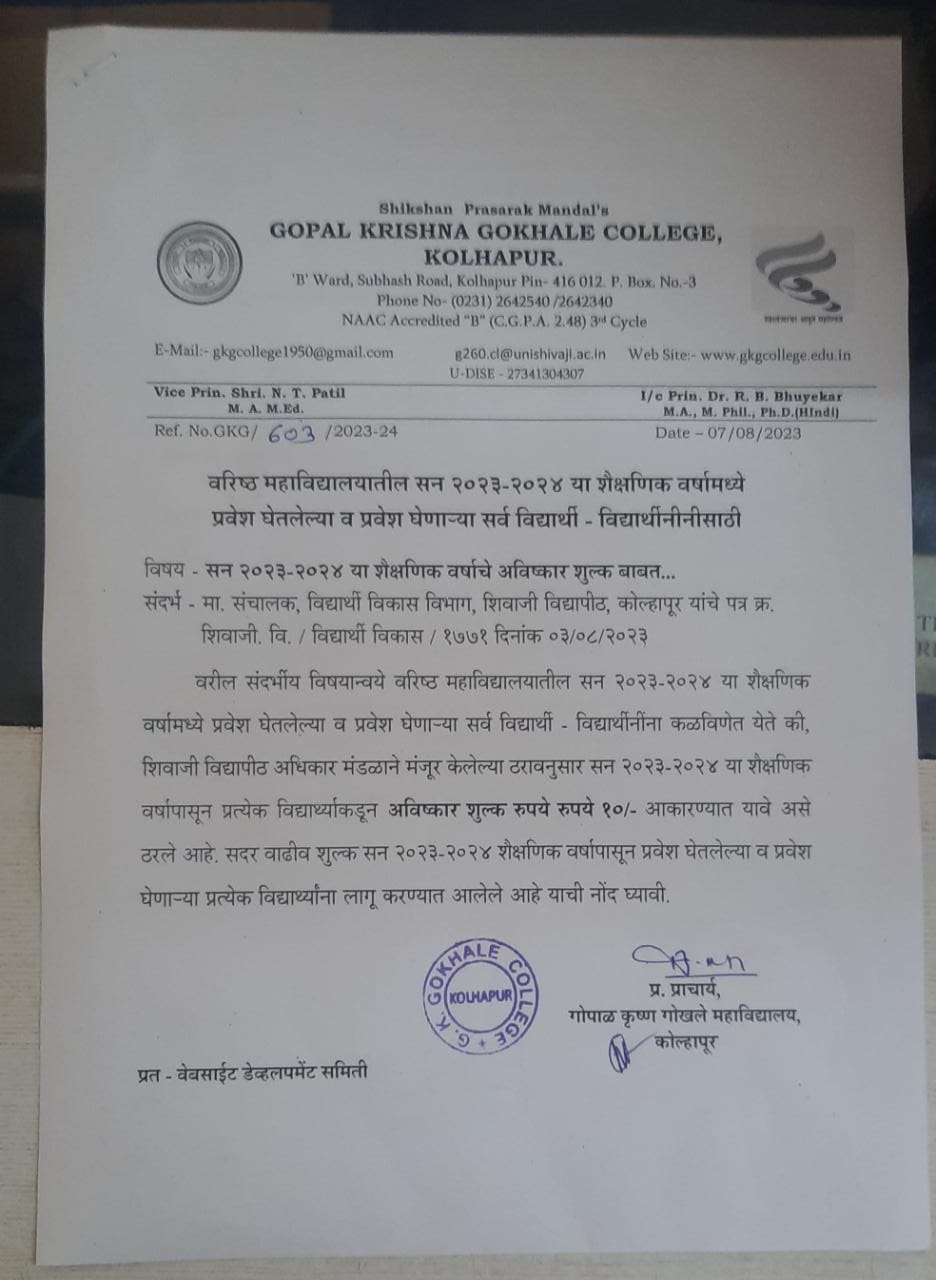 Shikshan Prasarak Mandal's
GOPAL KRISHNA GOKHALE COLLEGE,
KOLHAPUR.
'B' Ward, Subhash Road, Kolhapur Pin- 416 012. P. Box. No.-3
Phone No- (0231) 2642540 /2642340
NAAC Accredited "B" (C.G.P.A. 2.48) 3rd Cycle
E-Mail:- gkgcollege1950@gmail.com g260.cl@unishivaji.ac.in Web Site:- www.gkgcollege.edu.in
U-DISE - 27341304307
Vice Prin. Shri. N. T. Patil I/c Prin. Dr. R. B. Bhuyekar
M. A. M.Ed. M.A., M. Phil., Ph.D.(HIndi)
Ref. No.GKG/ 603 /2023-24 Date – 07/08/2023
वरिष्ठ महाविद्यालयातील सन २०२३-२०२४ या शैक्षणिक वर्षामध्ये
प्रवेश घेतलेल्या व प्रवेश घेणाऱ्या सर्व विद्यार्थी - विद्यार्थीनीनीसाठी
विषय - सन २०२३-२०२४ या शैक्षणिक वर्षाचे अविष्कार शुल्क बाबत...
संदर्भ - मा. संचालक, विद्यार्थी विकास विभाग, शिवाजी विद्यापीठ, कोल्हापूर यांचे पत्र क्र.
शिवाजी. वि. / विद्यार्थी विकास / १७७१ दिनांक ०३/०८/२०२३
वरील संदर्भीय विषयान्वये वरिष्ठ महाविद्यालयातील सन २०२३-२०२४ या शैक्षणिक
वर्षामध्ये प्रवेश घेतलेल्या व प्रवेश घेणाऱ्या सर्व विद्यार्थी - विद्यार्थीनींना कळविणेत येते की,
शिवाजी विद्यापीठ अधिकार मंडळाने मंजूर केलेल्या ठरावनुसार सन २०२३-२०२४ या शैक्षणिक
वर्षापासून प्रत्येक विद्यार्थ्याकडून अविष्कार शुल्क रुपये रुपये १०/- आकारण्यात यावे असे
ठरले आहे. सदर वाढीव शुल्क सन २०२३-२०२४ शैक्षणिक वर्षापासून प्रवेश घेतलेल्या व प्रवेश
घेणाऱ्या प्रत्येक विद्यार्थ्यांना लागू करण्यात आलेले आहे याची नोंद घ्यावी.
G. K. GOKHALE COLLEGE
KOLHAPUR
प्र. प्राचार्य,
गोपाळ कृष्ण गोखले महाविद्यालय,
कोल्हापूर
प्रत - वेबसाईट डेव्हलपमेंट समिती